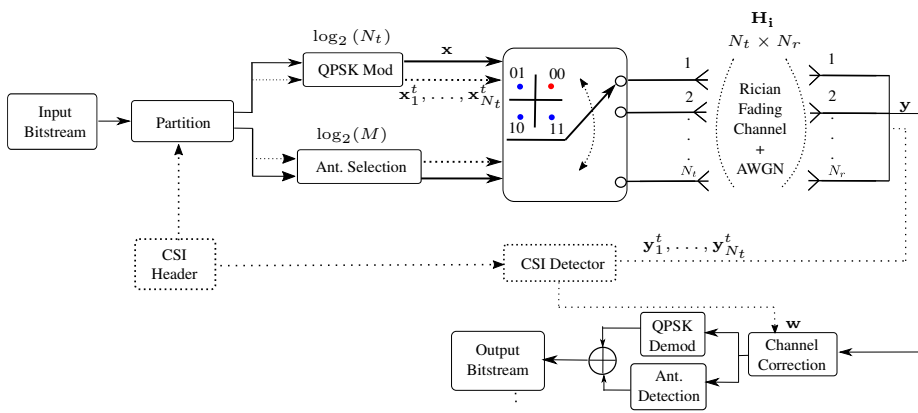 Input
Bitstream
Partition
CSI
Header
log₂ (Nₜ)
QPSK Mod
x
x₁ᵗ, . . . , xᵗ_Nₜ
log₂(M)
Ant. Selection
01
00
10
11
1
2
Nₜ
Hᵢ
Nₜ × Nᵣ
Rician
Fading
Channel
+
AWGN
1
2
Nᵣ
y
CSI Detector
y₁ᵗ, . . . , yᵗ_Nₜ
w
Channel
Correction
QPSK
Demod
Ant.
Detection
Output
Bitstream